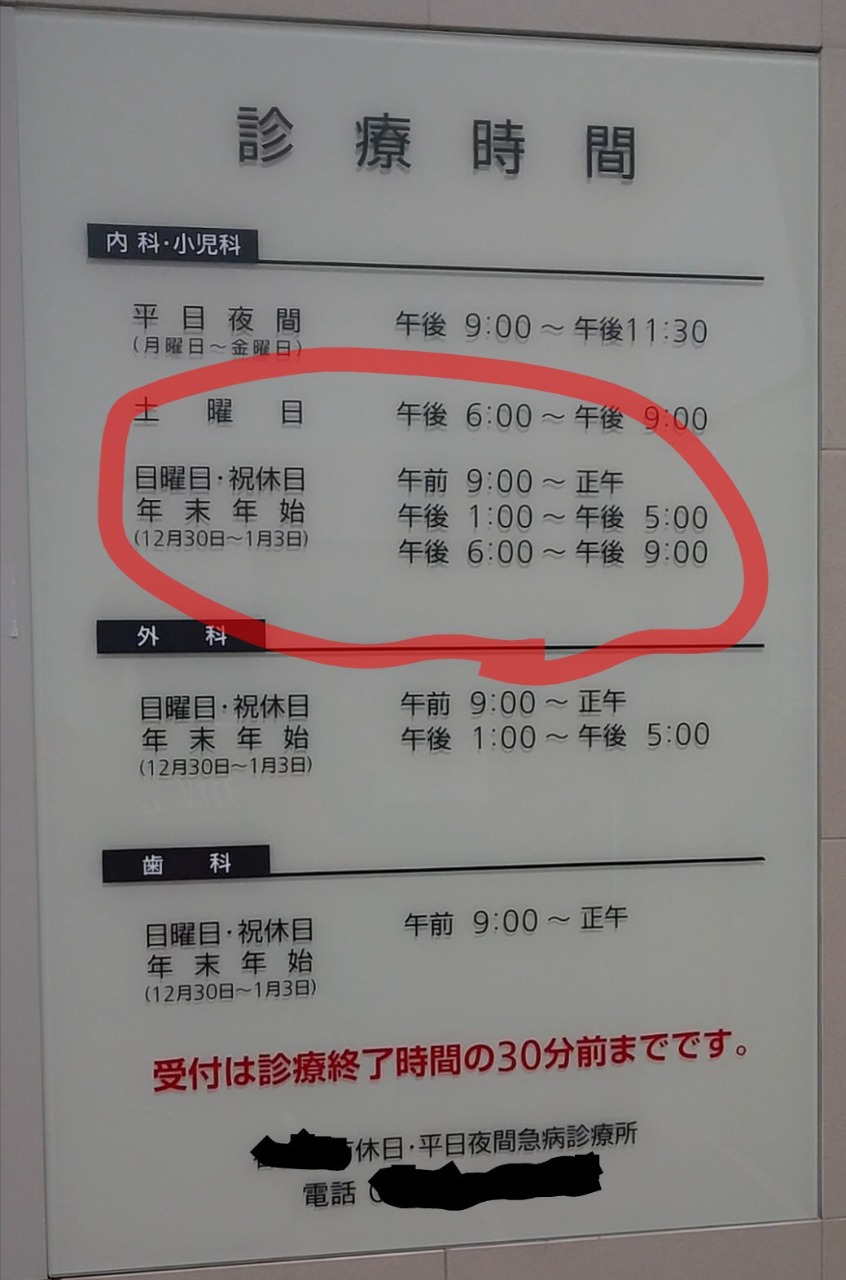 診療時間
内科・小児科
平日夜間 午後 9:00 ～ 午後11:30
(月曜日～金曜日)
土曜日 午後 6:00 ～ 午後 9:00
日曜日・祝休日 午前 9:00 ～ 正午
年末年始 午後 1:00 ～ 午後 5:00
(12月30日～1月3日) 午後 6:00 ～ 午後 9:00
外科
日曜日・祝休日 午前 9:00 ～ 正午
年末年始 午後 1:00 ～ 午後 5:00
(12月30日～1月3日)
歯科
日曜日・祝休日 午前 9:00 ～ 正午
年末年始
(12月30日～1月3日)
受付は診療終了時間の30分前までです。
休日・平日夜間急病診療所
電話